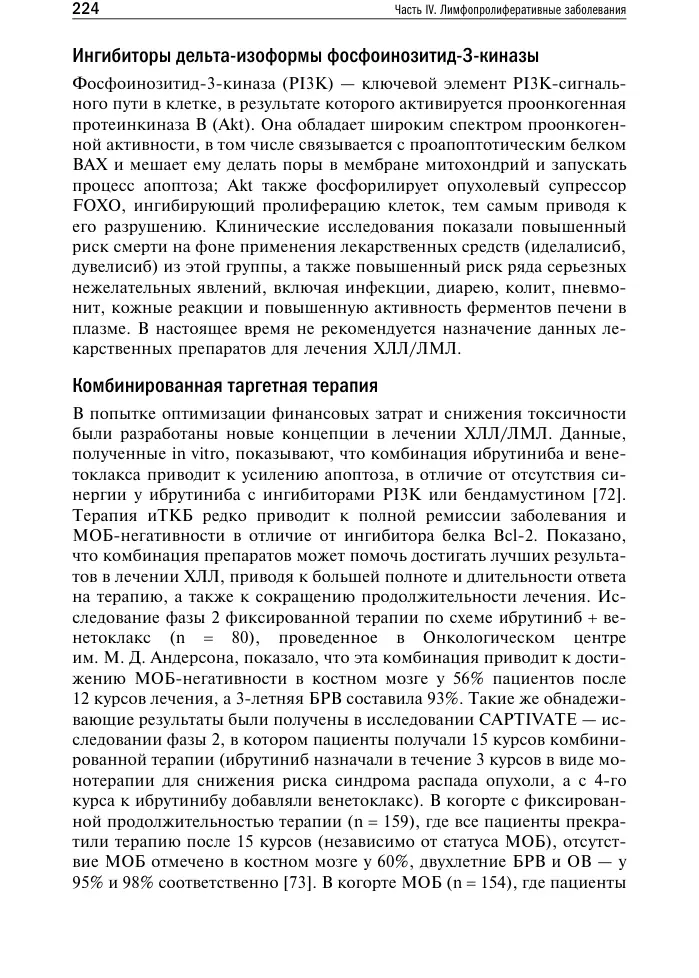 224
Часть IV. Лимфопролиферативные заболевания
Ингибиторы дельта-изоформы фосфоинозитид-3-киназы
Фосфоинозитид-3-киназа (PI3K) — ключевой элемент PI3K-сигналь-
ного пути в клетке, в результате которого активируется проонкогенная
протеинкиназа В (Akt). Она обладает широким спектром проонкоген-
ной активности, в том числе связывается с проапоптотическим белком
BAX и мешает ему делать поры в мембране митохондрий и запускать
процесс апоптоза; Akt также фосфорилирует опухолевый супрессор
FOXO, ингибирующий пролиферацию клеток, тем самым приводя к
его разрушению. Клинические исследования показали повышенный
риск смерти на фоне применения лекарственных средств (иделалисиб,
дувелисиб) из этой группы, а также повышенный риск ряда серьезных
нежелательных явлений, включая инфекции, диарею, колит, пневмо-
нит, кожные реакции и повышенную активность ферментов печени в
плазме. В настоящее время не рекомендуется назначение данных ле-
карственных препаратов для лечения ХЛЛ/ЛМЛ.
Комбинированная таргетная терапия
В попытке оптимизации финансовых затрат и снижения токсичности
были разработаны новые концепции в лечении ХЛЛ/ЛМЛ. Данные,
полученные in vitro, показывают, что комбинация ибрутиниба и вене-
токлакса приводит к усилению апоптоза, в отличие от отсутствия си-
нергии у ибрутиниба с ингибиторами PI3K или бендамустином [72].
Терапия иТКБ редко приводит к полной ремиссии заболевания и
МОБ-негативности в отличие от ингибитора белка Bcl-2. Показано,
что комбинация препаратов может помочь достигать лучших результа-
тов в лечении ХЛЛ, приводя к большей полноте и длительности ответа
на терапию, а также к сокращению продолжительности лечения. Ис-
следование фазы 2 фиксированной терапии по схеме ибрутиниб + ве-
нетоклакс (n = 80), проведенное в Онкологическом центре
им. М. Д. Андерсона, показало, что эта комбинация приводит к дости-
жению МОБ-негативности в костном мозге у 56% пациентов после
12 курсов лечения, а 3-летняя БРВ составила 93%. Такие же обнадежи-
вающие результаты были получены в исследовании CAPTIVATE — ис-
следовании фазы 2, в котором пациенты получали 15 курсов комбини-
рованной терапии (ибрутиниб назначали в течение 3 курсов в виде мо-
нотерапии для снижения риска синдрома распада опухоли, а с 4-го
курса к ибрутинибу добавляли венетоклакс). В когорте с фиксирован-
ной продолжительностью терапии (n = 159), где все пациенты прекра-
тили терапию после 15 курсов (независимо от статуса МОБ), отсутст-
вие МОБ отмечено в костном мозге у 60%, двухлетние БРВ и ОВ — у
95% и 98% соответственно [73]. В когорте МОБ (n = 154), где пациенты